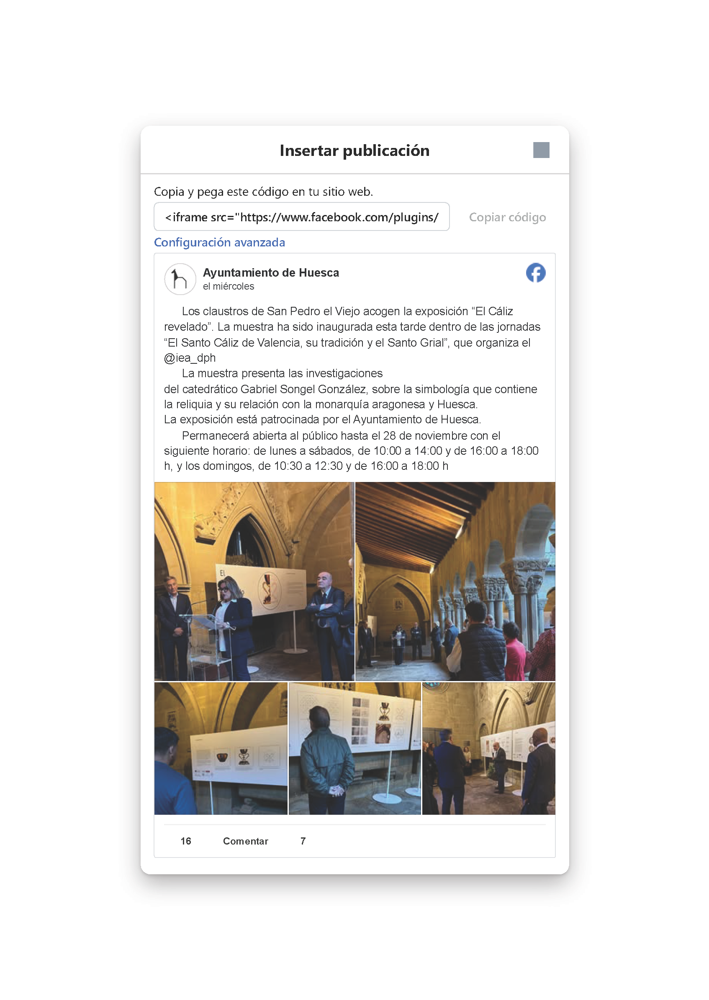 Insertar publicación
Copia y pega este código en tu sitio web.
<iframe src="https://www.facebook.com/plugins/
Copiar código
Configuración avanzada
Ayuntamiento de Huesca
el miércoles
Los claustros de San Pedro el Viejo acogen la exposición “El Cáliz
revelado”. La muestra ha sido inaugurada esta tarde dentro de las jornadas
“El Santo Cáliz de Valencia, su tradición y el Santo Grial”, que organiza el
@iea_dph
La muestra presenta las investigaciones
del catedrático Gabriel Songel González, sobre la simbología que contiene
la reliquia y su relación con la monarquía aragonesa y Huesca.
La exposición está patrocinada por el Ayuntamiento de Huesca.
Permanecerá abierta al público hasta el 28 de noviembre con el
siguiente horario: de lunes a sábados, de 10:00 a 14:00 y de 16:00 a 18:00
h, y los domingos, de 10:30 a 12:30 y de 16:00 a 18:00 h
El
16 Comentar 7